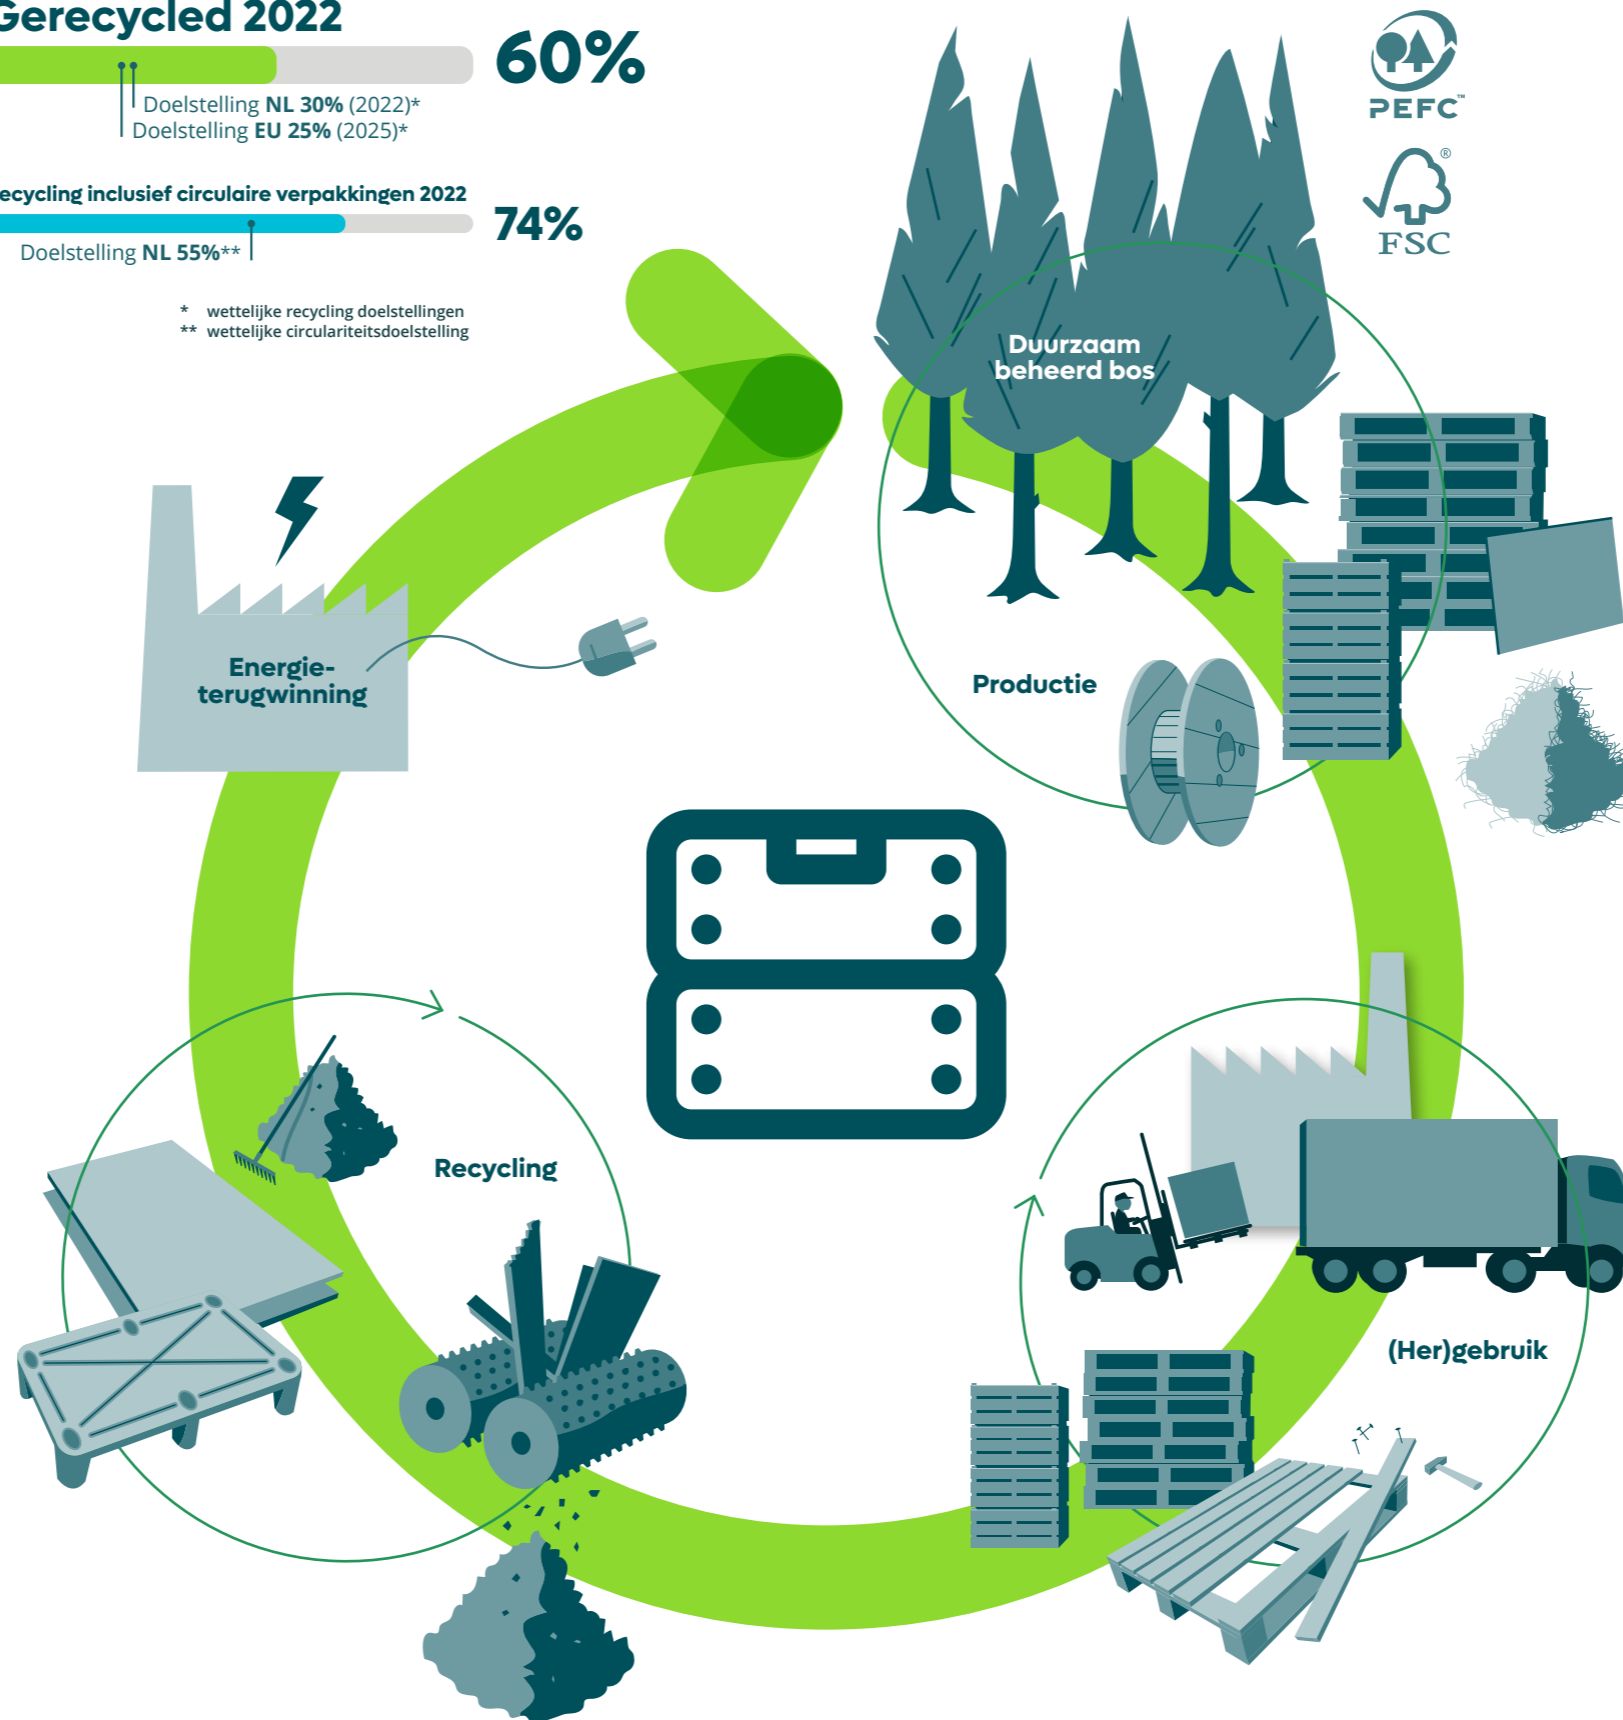 Gerecycled 2022
60%
Doelstelling NL 30% (2022)*
Doelstelling EU 25% (2025)*
ecycling inclusief circulaire verpakkingen 2022
74%
Doelstelling NL 55%**
* wettelijke recycling doelstellingen
** wettelijke circulariteitsdoelstelling
PEFC™
®
FSC
Duurzaam
beheerd bos
Energie-
terugwinning
Productie
Recycling
(Her)gebruik